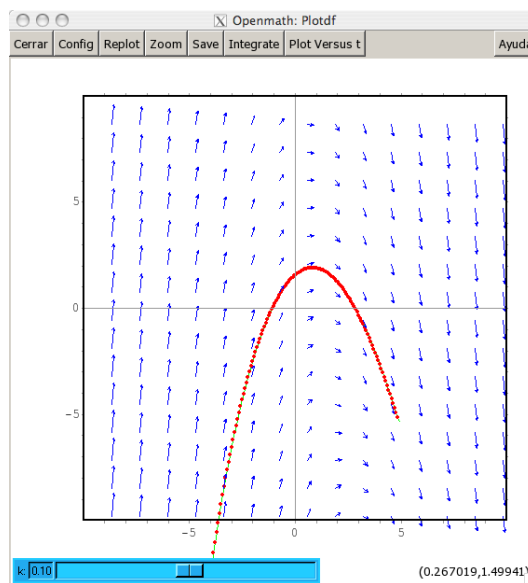 X Openmath: Plotdf
Cerrar Config Replot Zoom Save Integrate Plot Versus t Ayuda
5
0
−5
−5 0 5
k: 0.10
(0.267019,1.49941)